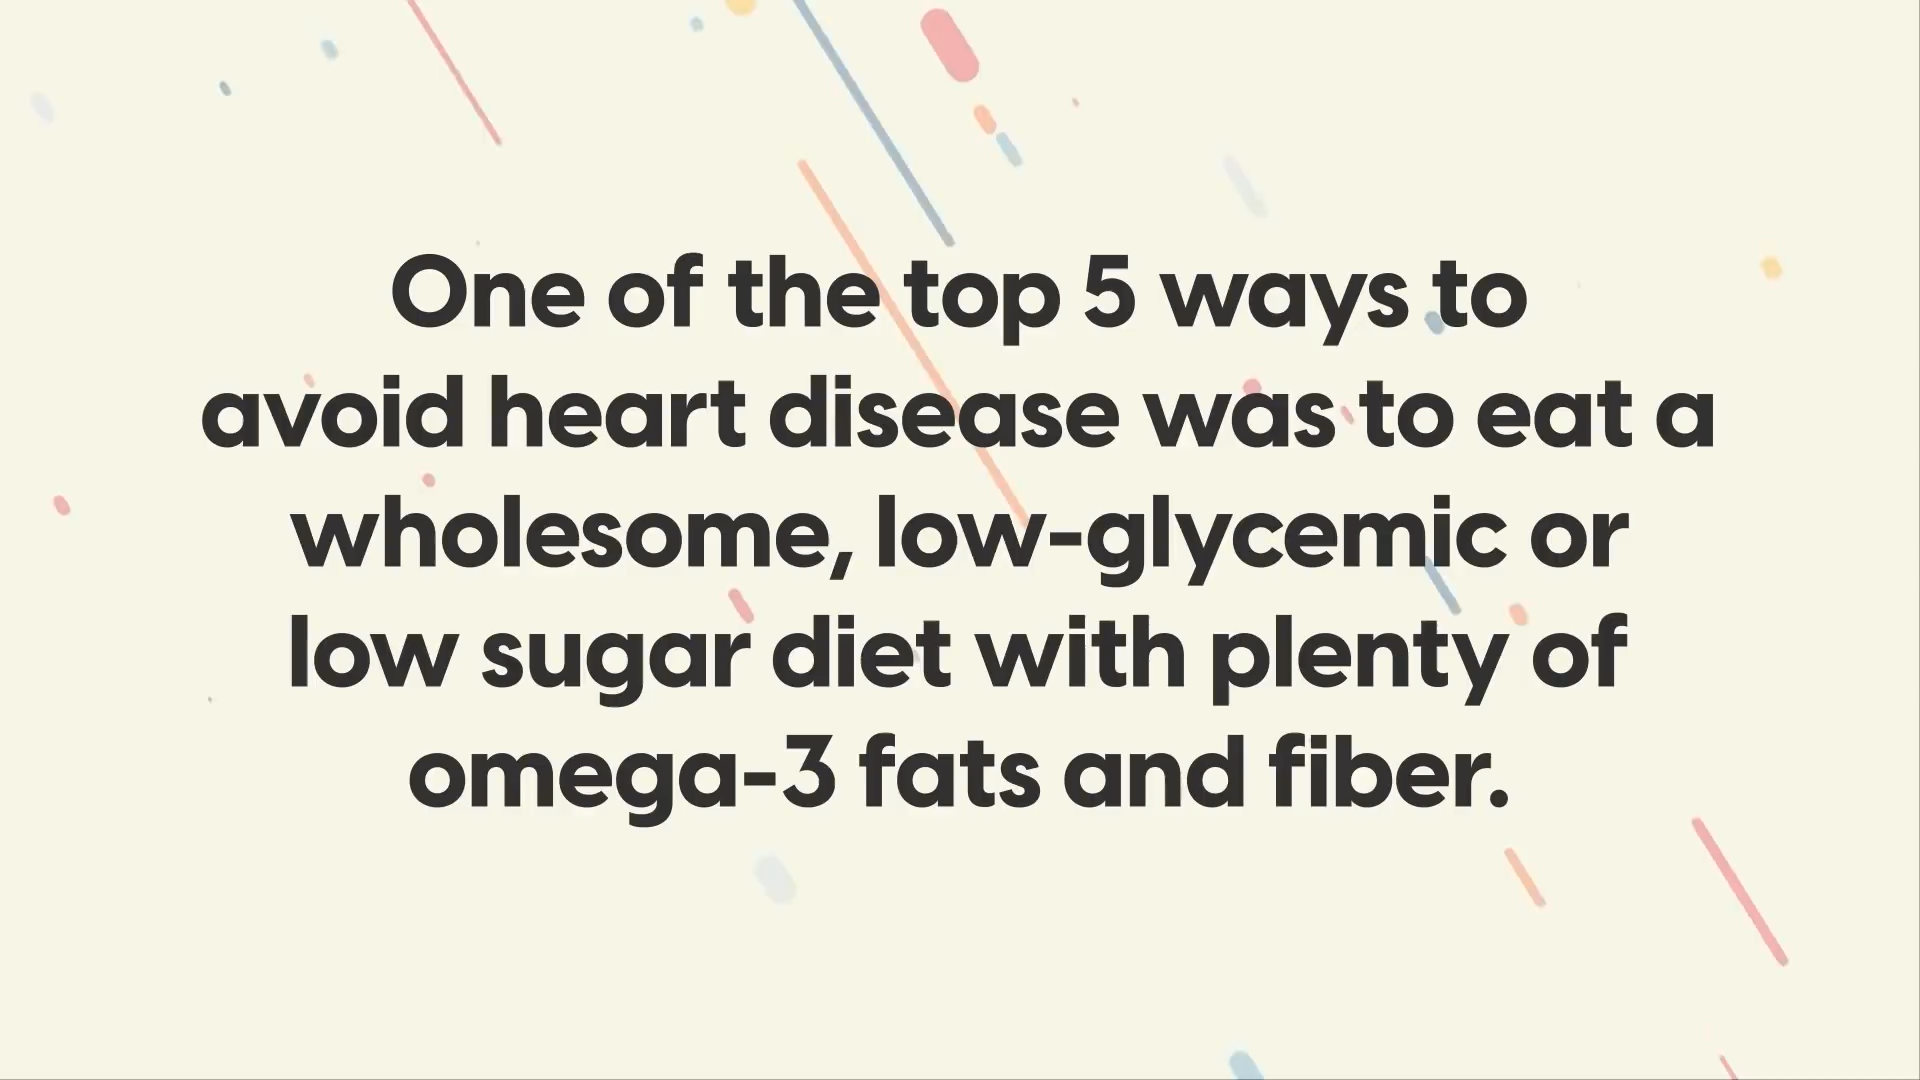 One of the top 5 ways to
avoid heart disease was to eat a
wholesome, low-glycemic or
low sugar diet with plenty of
omega-3 fats and fiber.